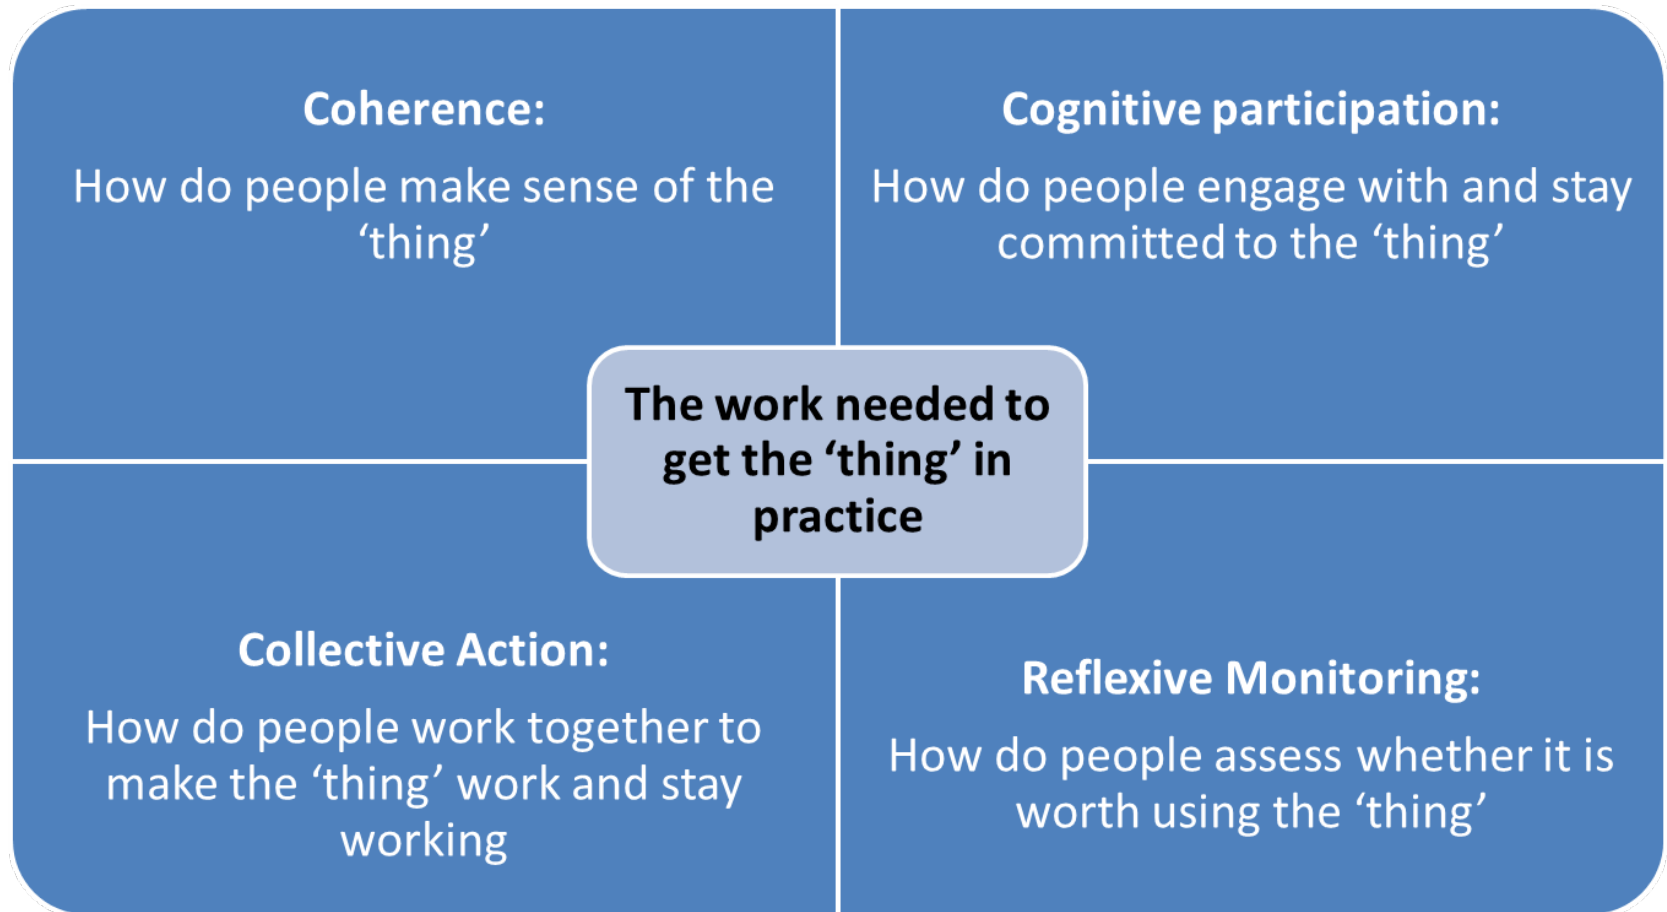 Coherence:
How do people make sense of the
‘thing’
Cognitive participation:
How do people engage with and stay
committed to the ‘thing’
The work needed to
get the ‘thing’ in
practice
Collective Action:
How do people work together to
make the ‘thing’ work and stay
working
Reflexive Monitoring:
How do people assess whether it is
worth using the ‘thing’